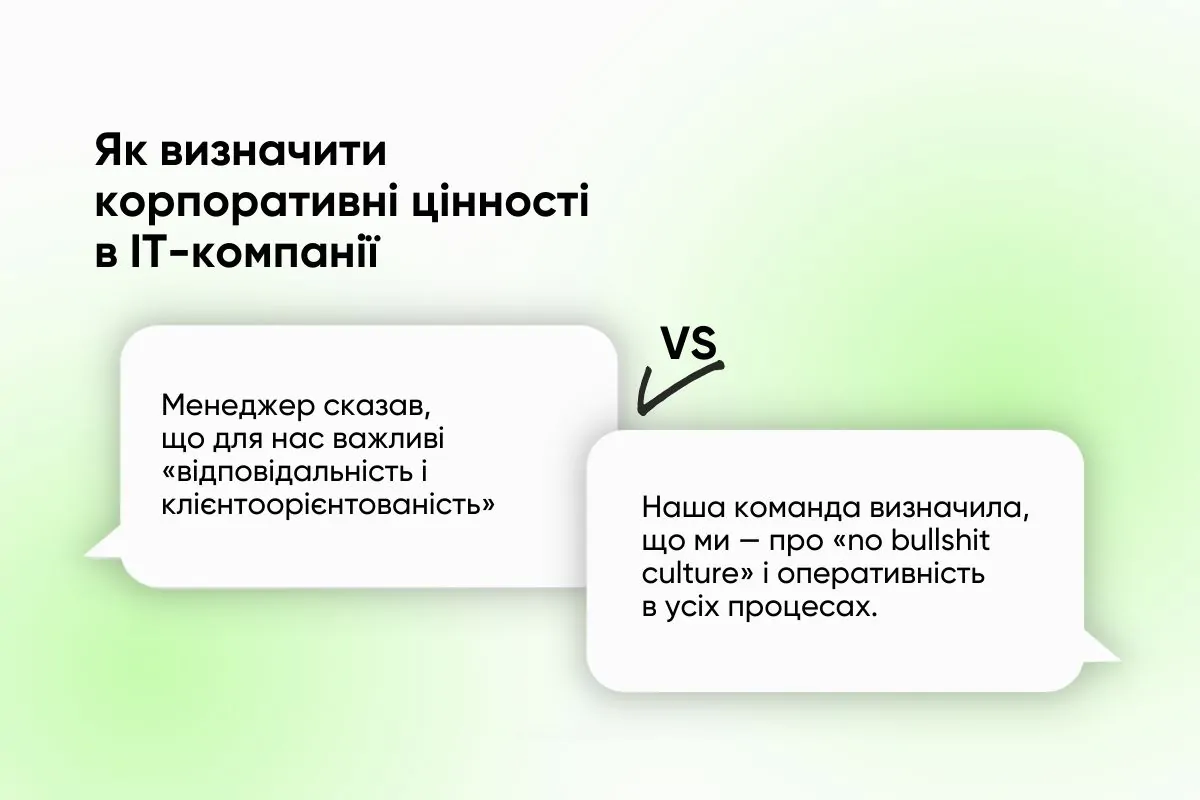 Як визначити
корпоративні цінності
в ІТ-компанії
Менеджер сказав,
що для нас важливі
«відповідальність і
клієнтоорієнтованість»
VS
Наша команда визначила,
що ми — про «no bullshit
culture» і оперативність
в усіх процесах.